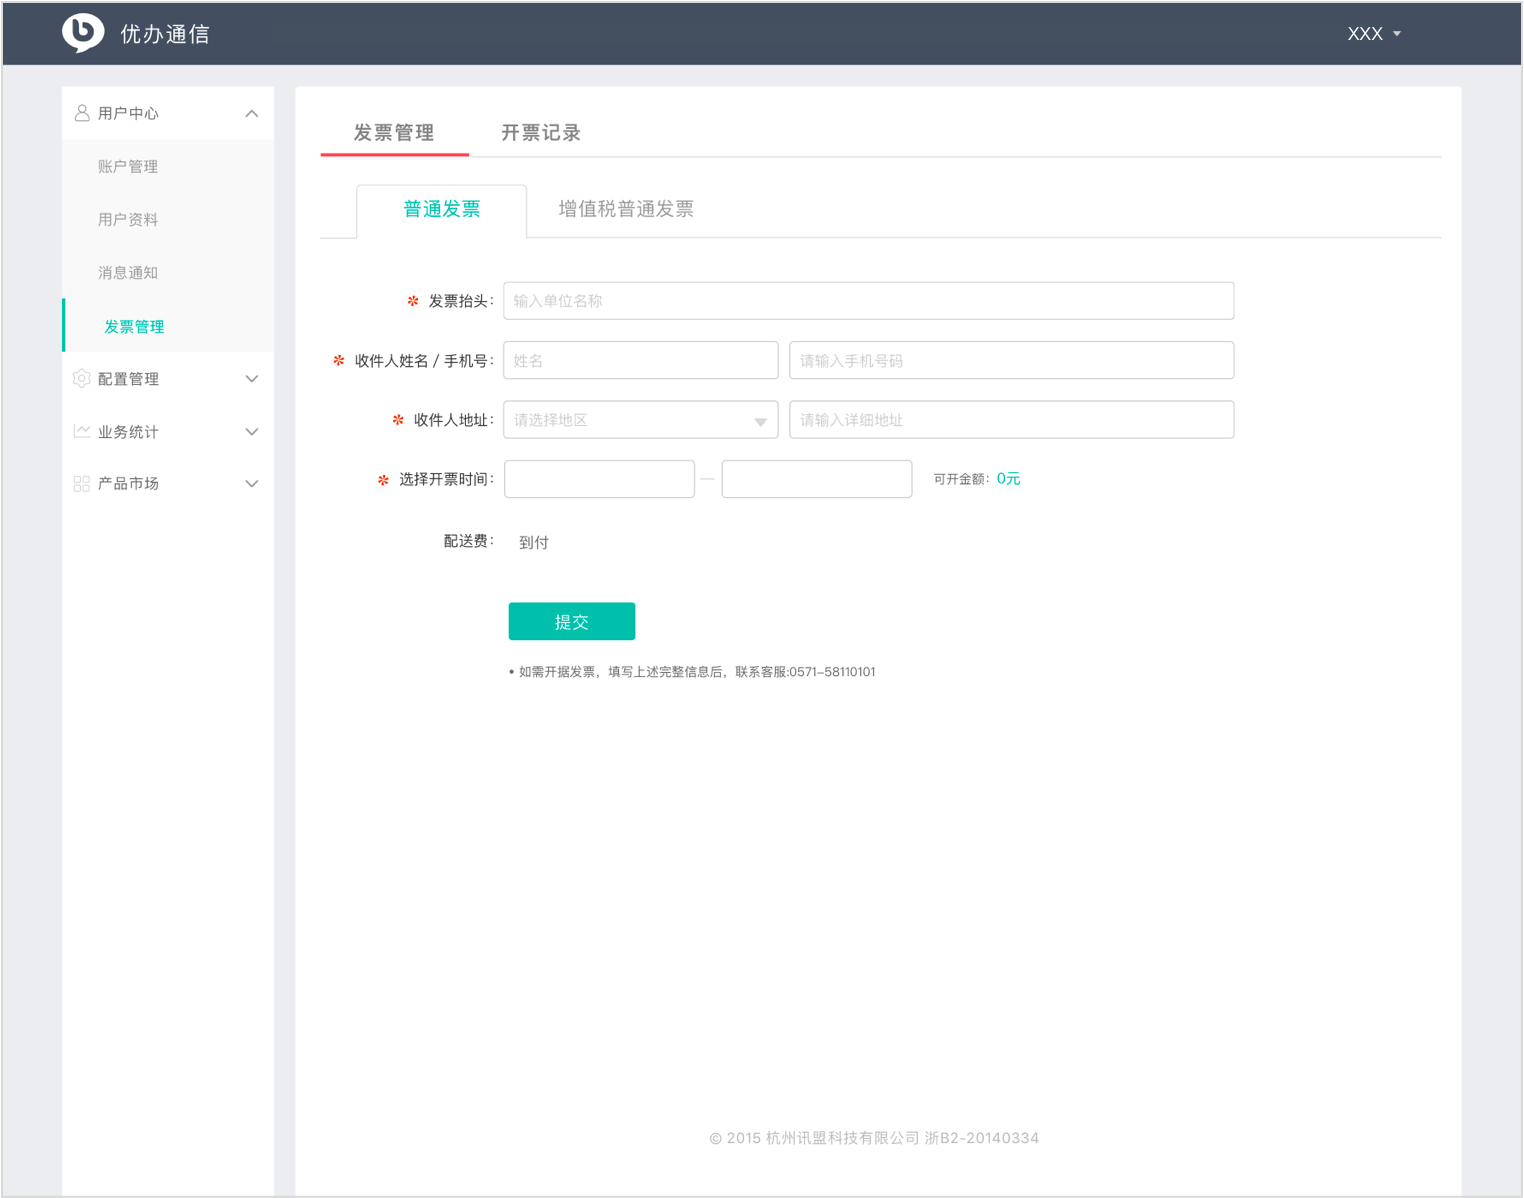 优办通信
XXX
用户中心
账户管理
用户资料
消息通知
发票管理
配置管理
业务统计
产品市场
发票管理 开票记录
普通发票 增值税普通发票
* 发票抬头: 输入单位名称
* 收件人姓名 / 手机号: 姓名 请输入手机号码
* 收件人地址: 请选择地区 请输入详细地址
* 选择开票时间: — 可开金额: 0元
配送费: 到付
提交
• 如需开据发票，填写上述完整信息后，联系客服:0571-58110101
© 2015 杭州讯盟科技有限公司 浙B2-20140334